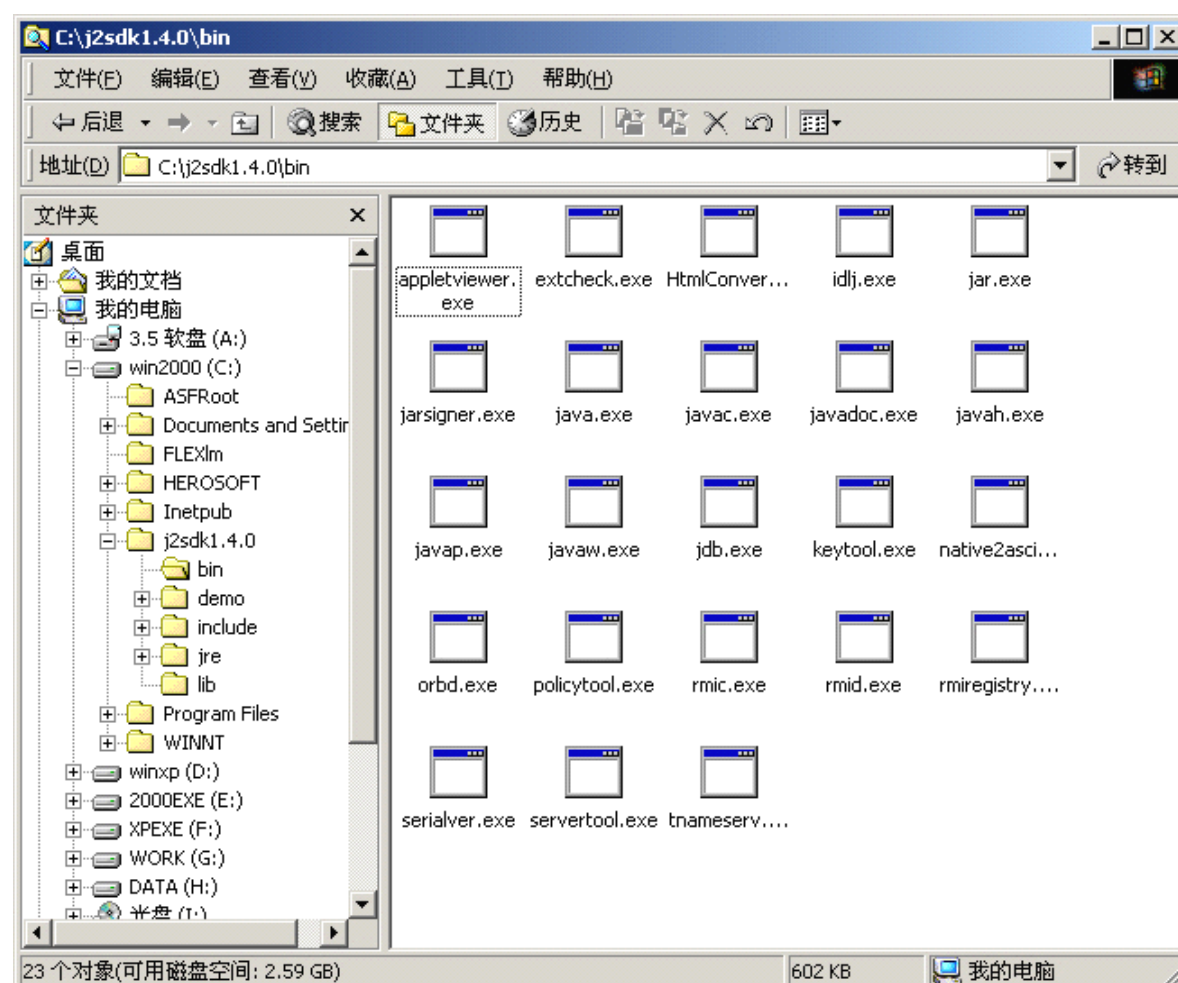 C:\j2sdk1.4.0\bin
文件(F) 编辑(E) 查看(V) 收藏(A) 工具(T) 帮助(H)
后退 搜索 文件夹 历史
地址(D) C:\j2sdk1.4.0\bin 转到
文件夹
桌面
我的文档
我的电脑
3.5 软盘 (A:)
win2000 (C:)
ASFRoot
Documents and Settin
FLEXlm
HEROSOFT
Inetpub
j2sdk1.4.0
bin
demo
include
jre
lib
Program Files
WINNT
winxp (D:)
2000EXE (E:)
XPEXE (F:)
WORK (G:)
DATA (H:)
光盘 (I:)
appletviewer.exe extcheck.exe HtmlConver... idlj.exe jar.exe
jarsigner.exe java.exe javac.exe javadoc.exe javah.exe
javap.exe javaw.exe jdb.exe keytool.exe native2asci...
orbd.exe policytool.exe rmic.exe rmid.exe rmiregistry....
serialver.exe servertool.exe tnameserv....
23 个对象(可用磁盘空间: 2.59 GB) 602 KB 我的电脑